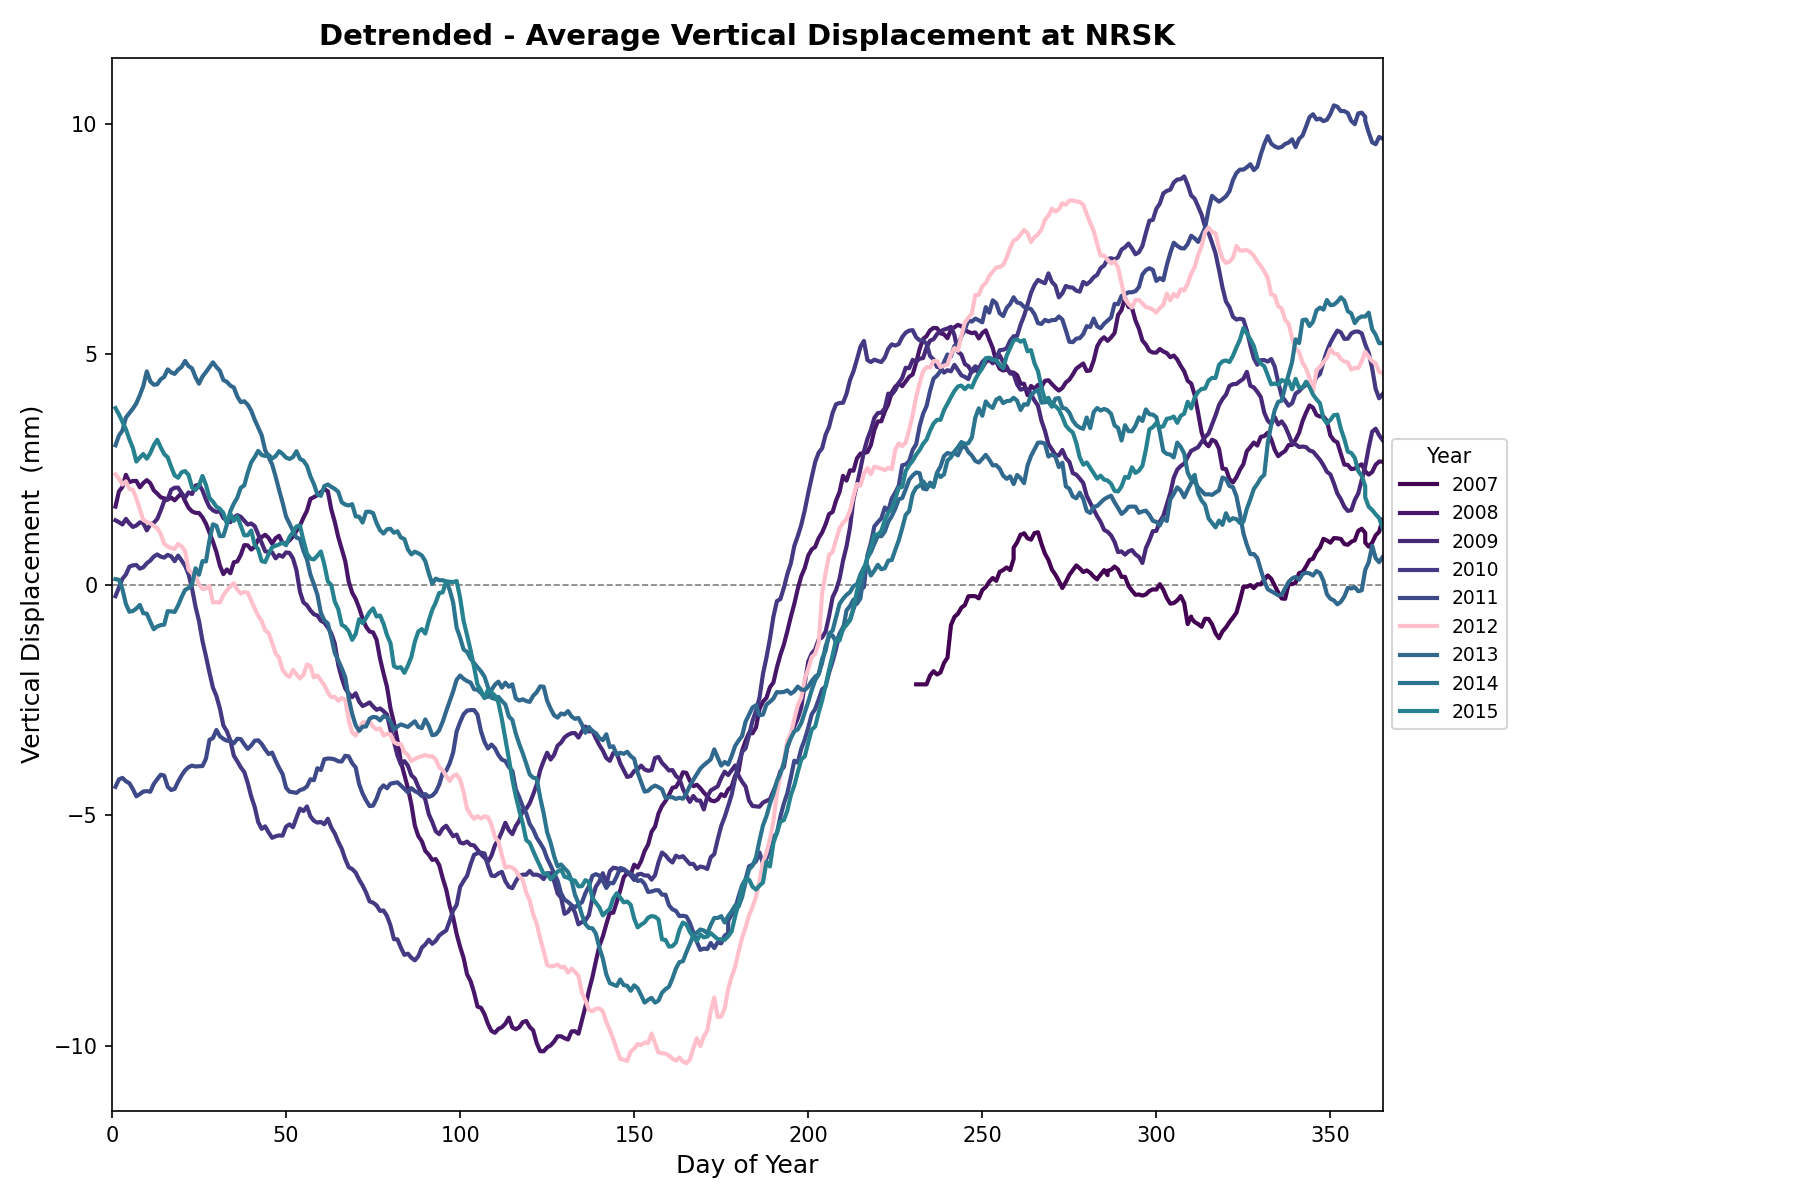 Detrended - Average Vertical Displacement at NRSK
Vertical Displacement  (mm)
10
5
0
−5
−10
0 50 100 150 200 250 300 350
Day of Year
Year
2007
2008
2009
2010
2011
2012
2013
2014
2015